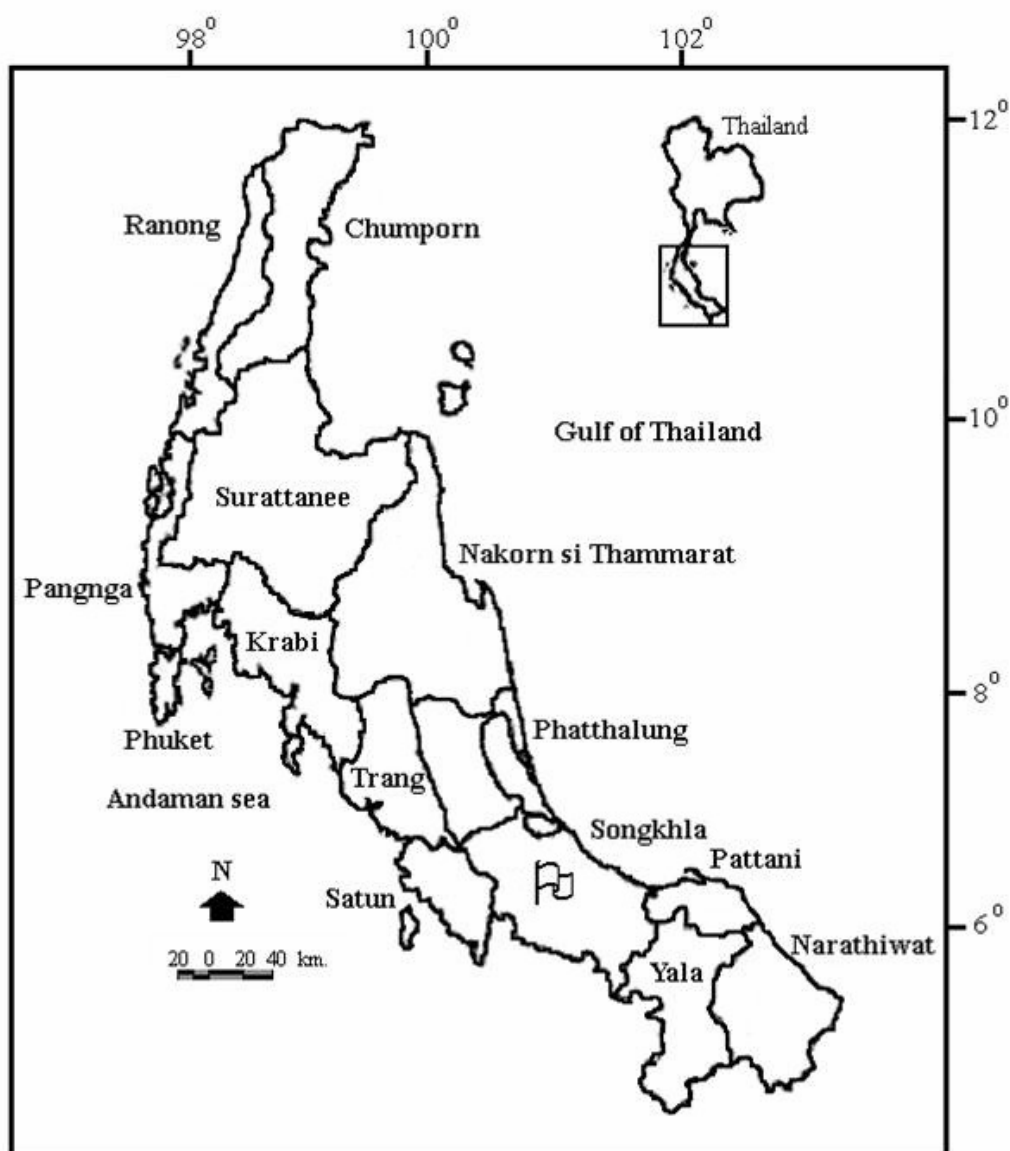 98° 100° 102°
12°
Thailand
Ranong
Chumporn
10°
Gulf of Thailand
Surattanee
Nakorn si Thammarat
Pangnga
Krabi
8°
Phatthalung
Phuket
Trang
Andaman sea
Songkhla
Pattani
N
Satun
6°
Narathiwat
20 0 20 40 km.
Yala